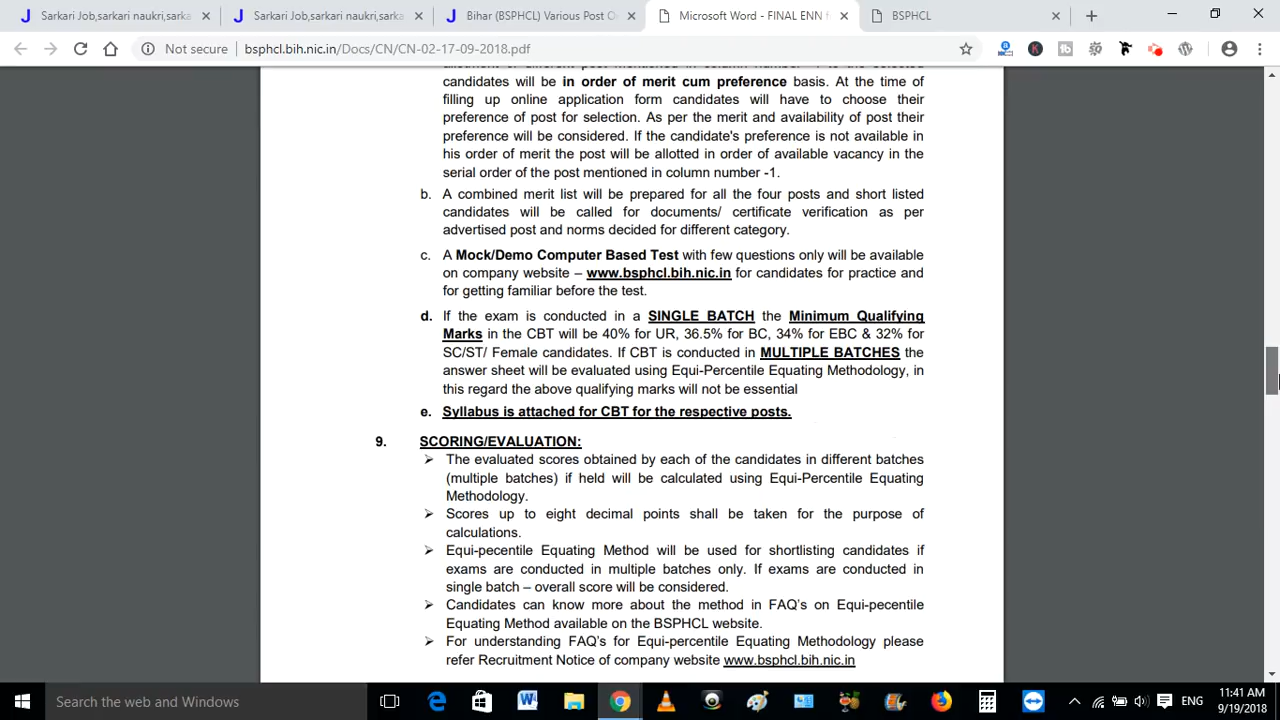 Sarkari Job,sarkari naukri,sarka
Sarkari Job,sarkari naukri,sarka
Bihar (BSPHCL) Various Post O
Microsoft Word - FINAL ENN f
BSPHCL
Not secure
bsphcl.bih.nic.in/Docs/CN/CN-02-17-09-2018.pdf
candidates will be in order of merit cum preference basis. At the time of
filling up online application form candidates will have to choose their
preference of post for selection. As per the merit and availability of post their
preference will be considered. If the candidate's preference is not available in
his order of merit the post will be allotted in order of available vacancy in the
serial order of the post mentioned in column number -1.
b. A combined merit list will be prepared for all the four posts and short listed
candidates will be called for documents/ certificate verification as per
advertised post and norms decided for different category.
c. A Mock/Demo Computer Based Test with few questions only will be available
on company website – www.bsphcl.bih.nic.in for candidates for practice and
for getting familiar before the test.
d. If the exam is conducted in a SINGLE BATCH the Minimum Qualifying
Marks in the CBT will be 40% for UR, 36.5% for BC, 34% for EBC & 32% for
SC/ST/ Female candidates. If CBT is conducted in MULTIPLE BATCHES the
answer sheet will be evaluated using Equi-Percentile Equating Methodology, in
this regard the above qualifying marks will not be essential
e. Syllabus is attached for CBT for the respective posts.
9. SCORING/EVALUATION:
➢ The evaluated scores obtained by each of the candidates in different batches
(multiple batches) if held will be calculated using Equi-Percentile Equating
Methodology.
➢ Scores up to eight decimal points shall be taken for the purpose of
calculations.
➢ Equi-pecentile Equating Method will be used for shortlisting candidates if
exams are conducted in multiple batches only. If exams are conducted in
single batch – overall score will be considered.
➢ Candidates can know more about the method in FAQ's on Equi-pecentile
Equating Method available on the BSPHCL website.
➢ For understanding FAQ's for Equi-percentile Equating Methodology please
refer Recruitment Notice of company website www.bsphcl.bih.nic.in
Search the web and Windows
ENG
11:41 AM
9/19/2018